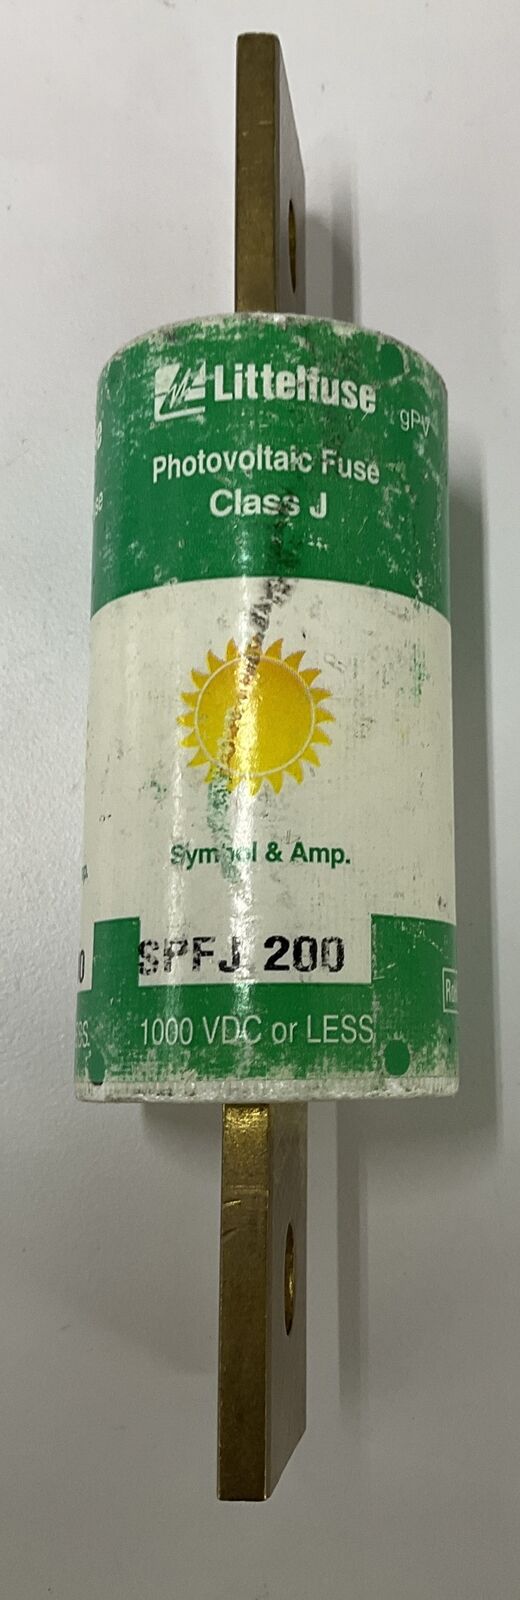 Littelfuse
gPV
Photovoltaic Fuse
Class J
Symbol & Amp.
SPFJ 200
1000 VDC or LESS